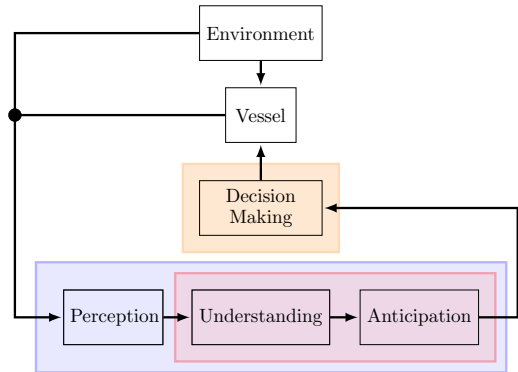 Environment
Vessel
Decision
Making
Perception
Understanding
Anticipation